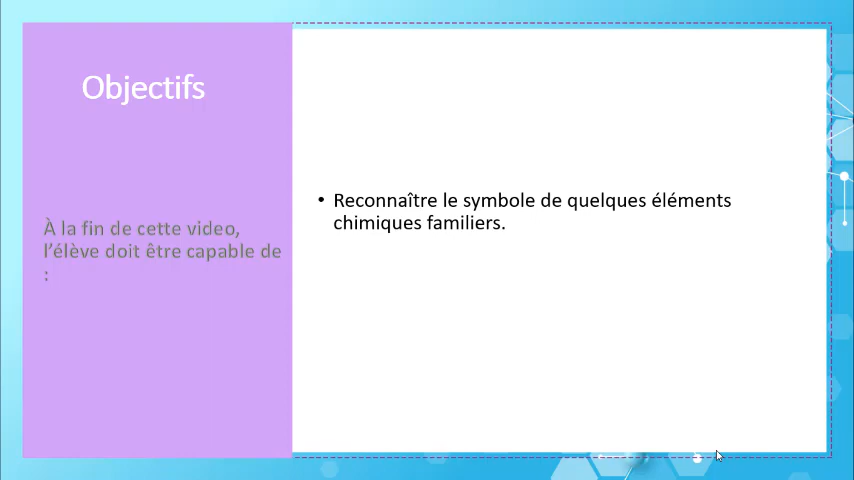 Objectifs
À la fin de cette video,
l’élève doit être capable de
:
• Reconnaître le symbole de quelques éléments
chimiques familiers.